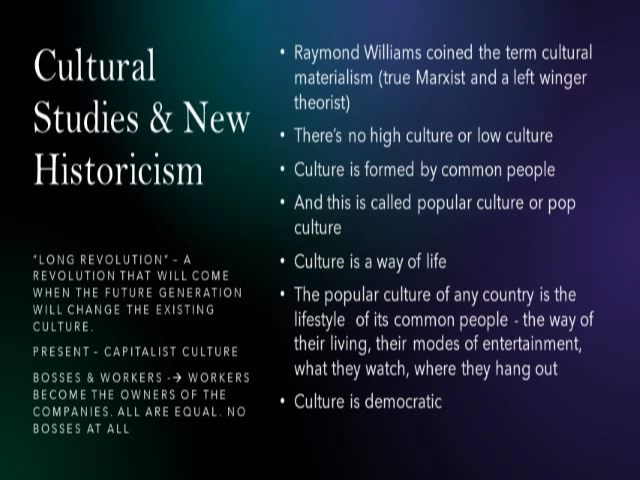 Cultural
Studies & New
Historicism
"LONG REVOLUTION" – A
REVOLUTION THAT WILL COME
WHEN THE FUTURE GENERATION
WILL CHANGE THE EXISTING
CULTURE.
PRESENT – CAPITALIST CULTURE
BOSSES & WORKERS -→ WORKERS
BECOME THE OWNERS OF THE
COMPANIES. ALL ARE EQUAL. NO
BOSSES AT ALL
• Raymond Williams coined the term cultural
materialism (true Marxist and a left winger
theorist)
• There's no high culture or low culture
• Culture is formed by common people
• And this is called popular culture or pop
culture
• Culture is a way of life
• The popular culture of any country is the
lifestyle of its common people - the way of
their living, their modes of entertainment,
what they watch, where they hang out
• Culture is democratic